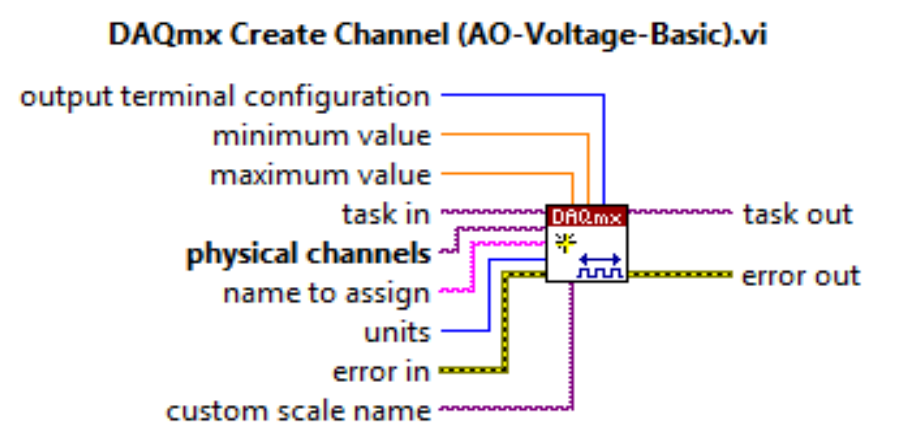 DAQmx Create Channel (AO-Voltage-Basic).vi
output terminal configuration
minimum value
maximum value
task in
physical channels
name to assign
units
error in
custom scale name
DAQmx
task out
error out